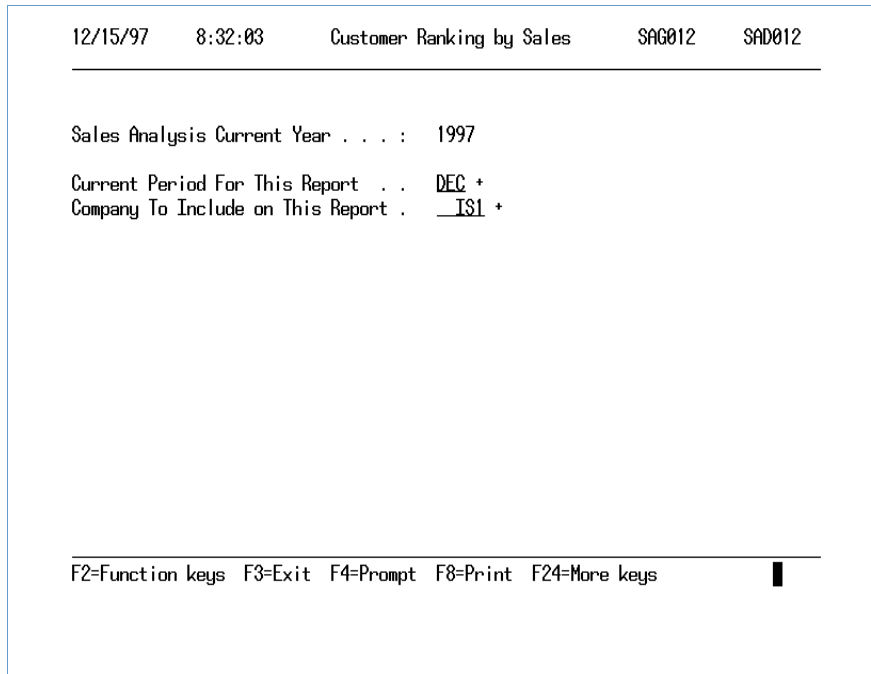 12/15/97 8:32:03 Customer Ranking by Sales SAG012 SAD012
Sales Analysis Current Year . . . : 1997
Current Period For This Report . . DEC +
Company To Include on This Report . IS1 +
F2=Function keys F3=Exit F4=Prompt F8=Print F24=More keys